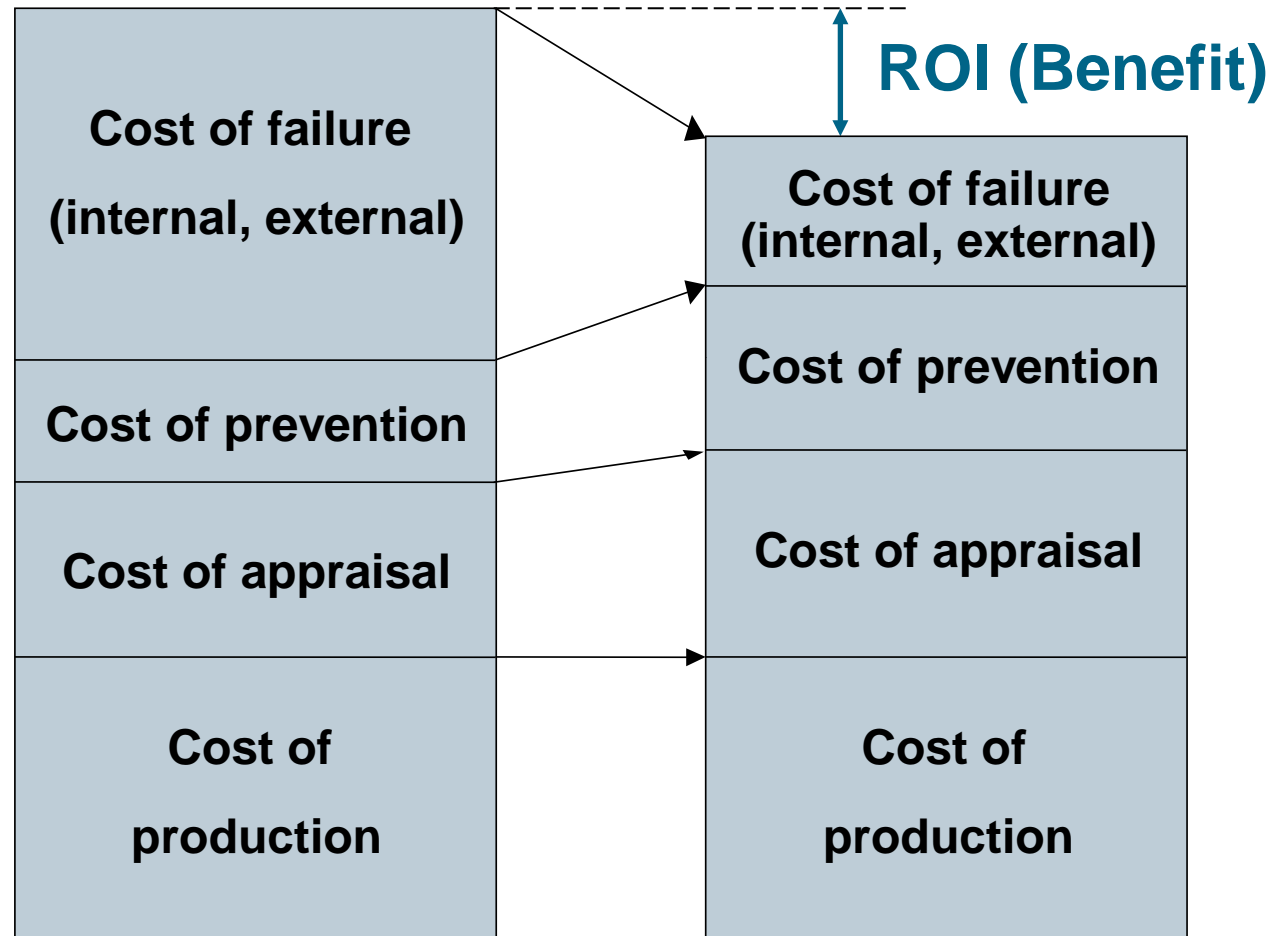 Cost of failure
(internal, external)
Cost of prevention
Cost of appraisal
Cost of
production
ROI (Benefit)
Cost of failure
(internal, external)
Cost of prevention
Cost of appraisal
Cost of
production